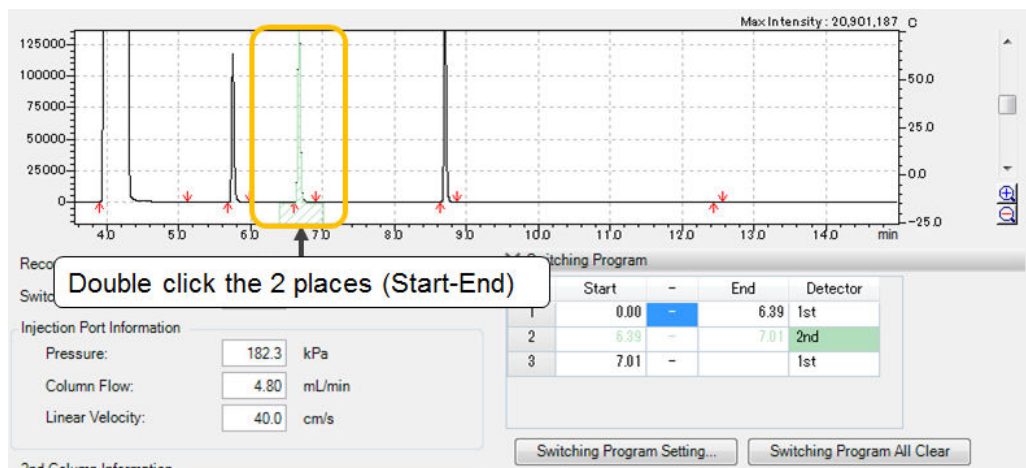 Max Intensity : 20,901,187 C
125000
100000
75000
50000
25000
0
50.0
25.0
0.0
-25.0
4.0 5.0 6.0 7.0 8.0 9.0 10.0 11.0 12.0 13.0 14.0 min
Double click the 2 places (Start-End)
Switching Program
Start - End Detector
1 0.00 - 6.39 1st
2 6.39 - 7.01 2nd
3 7.01 - 1st
Injection Port Information
Pressure: 182.3 kPa
Column Flow: 4.80 mL/min
Linear Velocity: 40.0 cm/s
Switching Program Setting... Switching Program All Clear
2nd Column Information